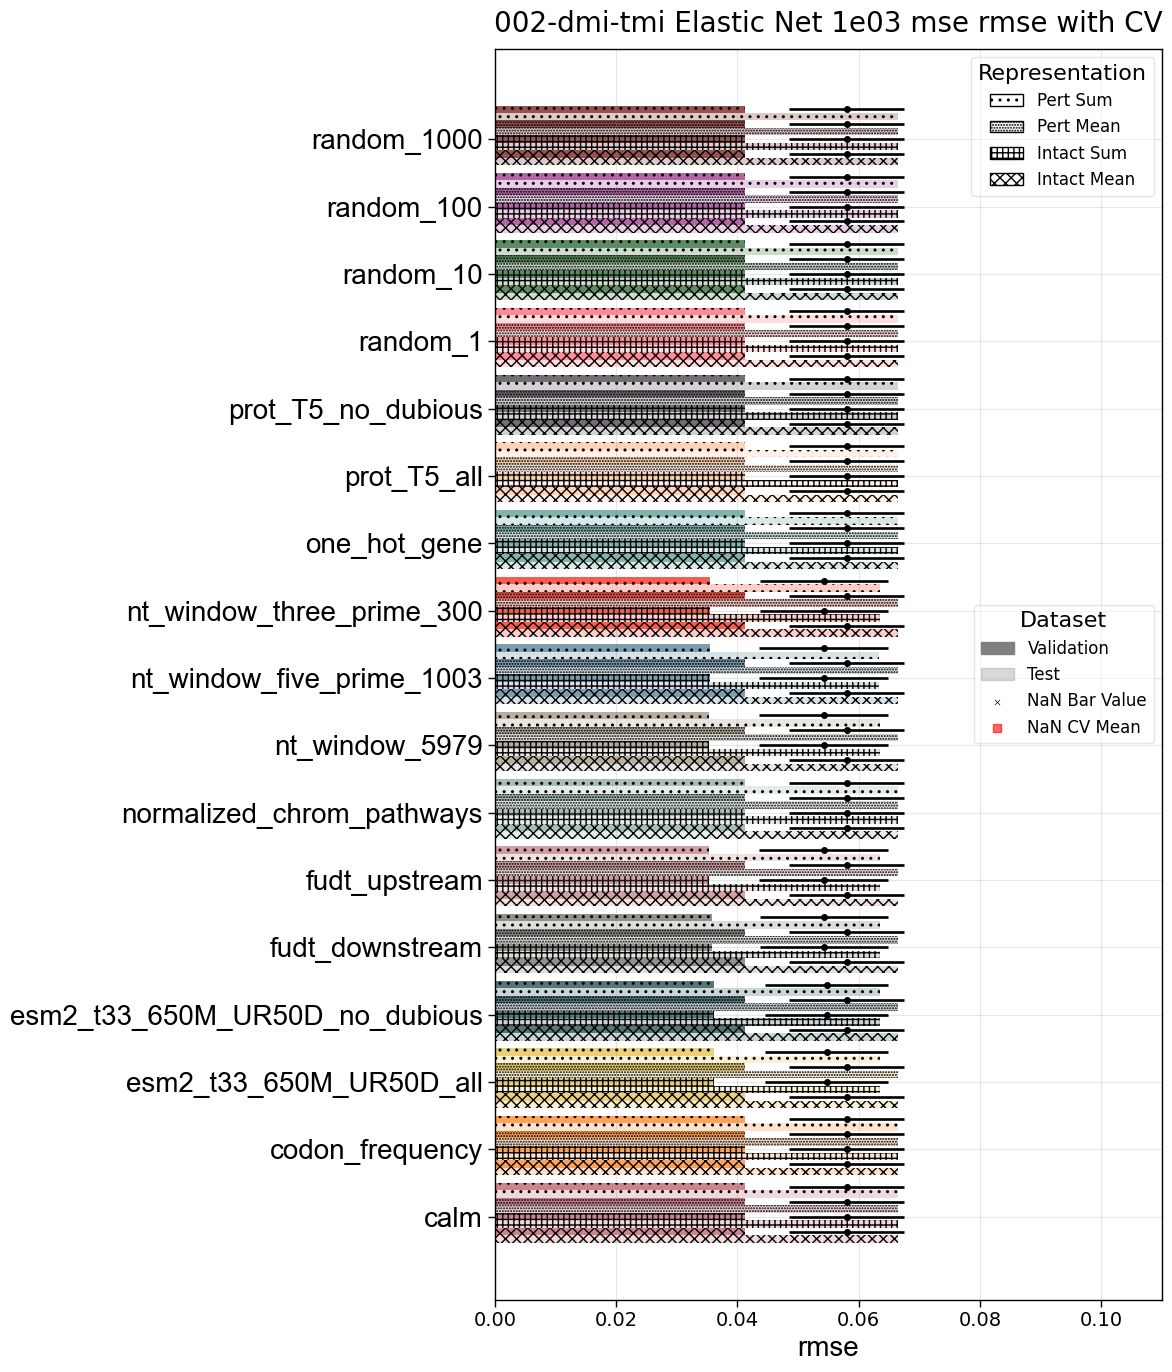 002-dmi-tmi Elastic Net 1e03 mse rmse with CV
Representation
Pert Sum
Pert Mean
Intact Sum
Intact Mean
random_1000
random_100
random_10
random_1
prot_T5_no_dubious
prot_T5_all
one_hot_gene
nt_window_three_prime_300
nt_window_five_prime_1003
nt_window_5979
normalized_chrom_pathways
fudt_upstream
fudt_downstream
esm2_t33_650M_UR50D_no_dubious
esm2_t33_650M_UR50D_all
codon_frequency
calm
Dataset
Validation
Test
NaN Bar Value
NaN CV Mean
0.00 0.02 0.04 0.06 0.08 0.10
rmse